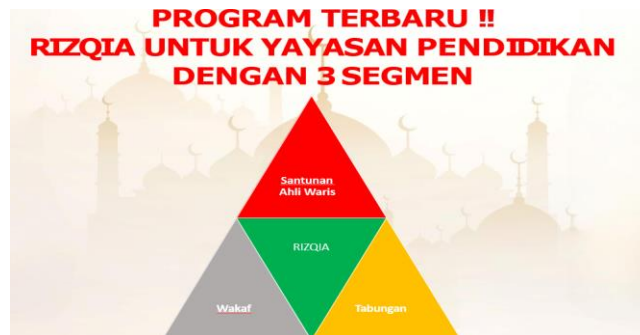 PROGRAM TERBARU !!
RIZQIA UNTUK YAYASAN PENDIDIKAN
DENGAN 3 SEGMEN
Santunan
Ahli Waris
RIZQIA
Wakaf
Tabungan